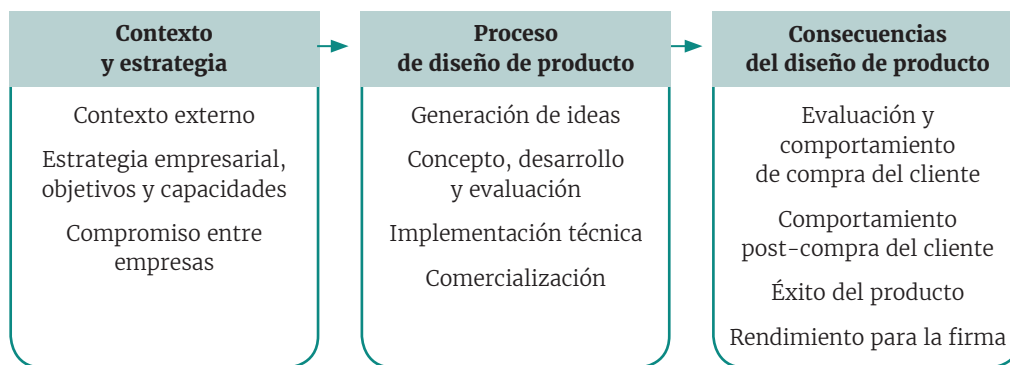 Contexto
y estrategia
Contexto externo
Estrategia empresarial,
objetivos y capacidades
Compromiso entre
empresas
Proceso
de diseño de producto
Generación de ideas
Concepto, desarrollo
y evaluación
Implementación técnica
Comercialización
Consecuencias
del diseño de producto
Evaluación y
comportamiento
de compra del cliente
Comportamiento
post-compra del cliente
Éxito del producto
Rendimiento para la firma